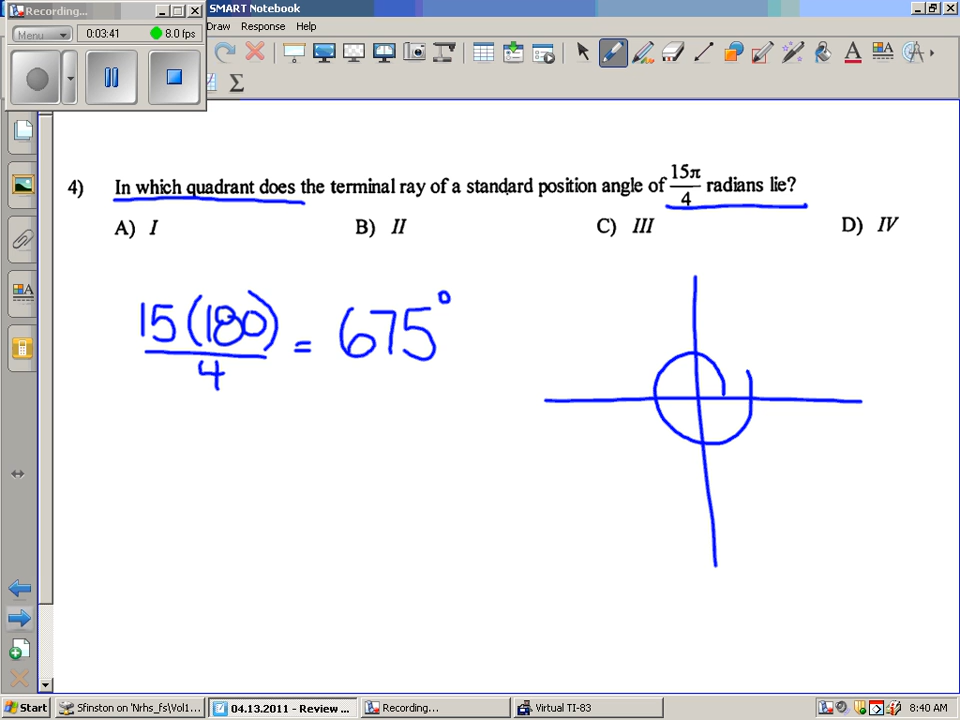 Recording...
SMART Notebook
Menu
0:03:41
8.0 fps
Draw Response Help
4) In which quadrant does the terminal ray of a standard position angle of 15π/4 radians lie?
A) I
B) II
C) III
D) IV
15(180)/4 = 675°
Start
Sfinston on 'Nrhs_fs\Vol1...
04.13.2011 - Review ...
Recording...
Virtual TI-83
8:40 AM